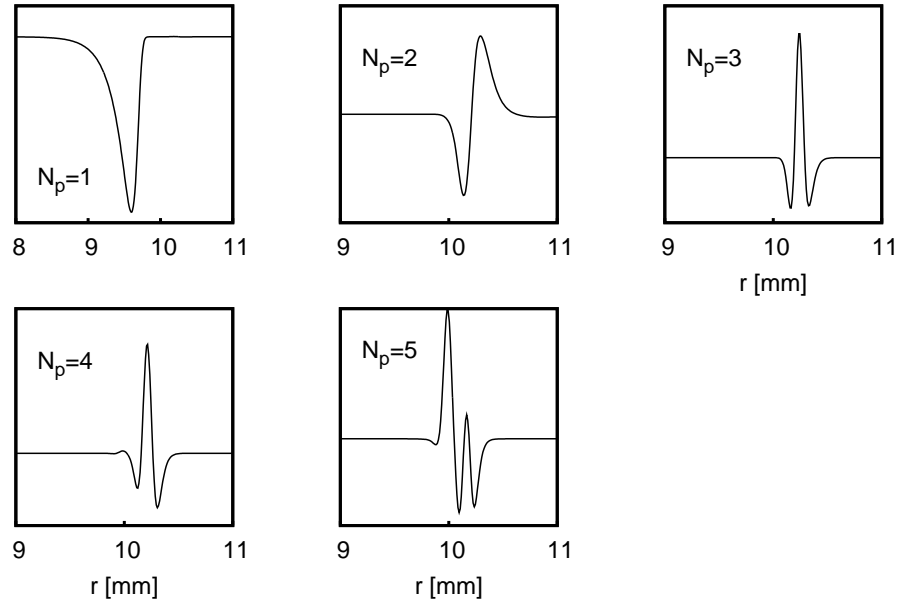 N_p=1
8 9 10 11
N_p=2
9 10 11
N_p=3
9 10 11
r [mm]
N_p=4
9 10 11
r [mm]
N_p=5
9 10 11
r [mm]